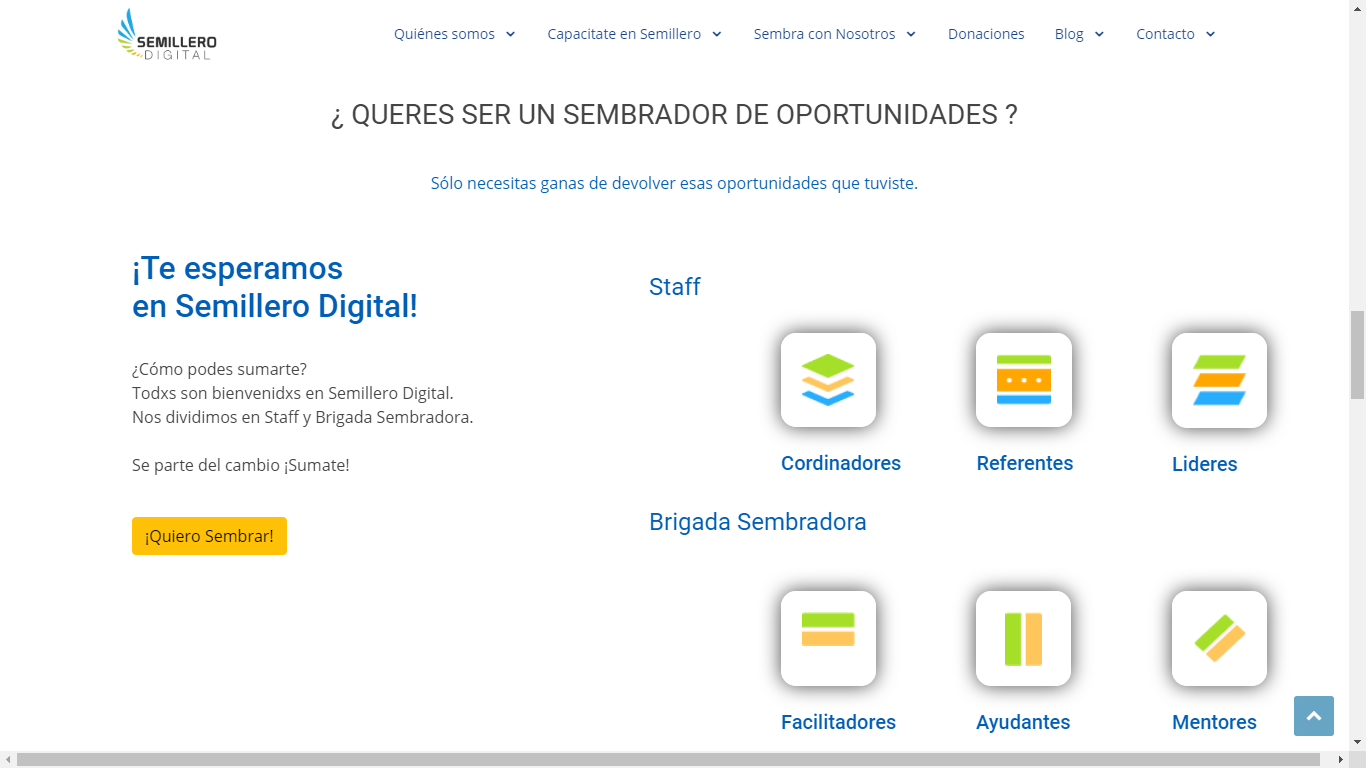 SEMILLERO
DIGITAL
Quiénes somos
Capacitate en Semillero
Sembra con Nosotros
Donaciones
Blog
Contacto
¿ QUERES SER UN SEMBRADOR DE OPORTUNIDADES ?
Sólo necesitas ganas de devolver esas oportunidades que tuviste.
¡Te esperamos
en Semillero Digital!
¿Cómo podes sumarte?
Todxs son bienvenidxs en Semillero Digital.
Nos dividimos en Staff y Brigada Sembradora.
Se parte del cambio ¡Sumate!
¡Quiero Sembrar!
Staff
Cordinadores
Referentes
Lideres
Brigada Sembradora
Facilitadores
Ayudantes
Mentores